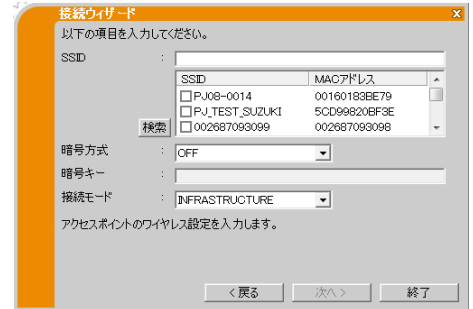 接続ウィザード x
以下の項目を入力してください。
SSID :
SSID MACアドレス
PJ08-0014 00160183BE79
PJ_TEST_SUZUKI 5CD99820BF3E
検索 002687093099 002687093098
暗号方式 : OFF
暗号キー :
接続モード : INFRASTRUCTURE
アクセスポイントのワイヤレス設定を入力します。
< 戻る 次へ > 終了